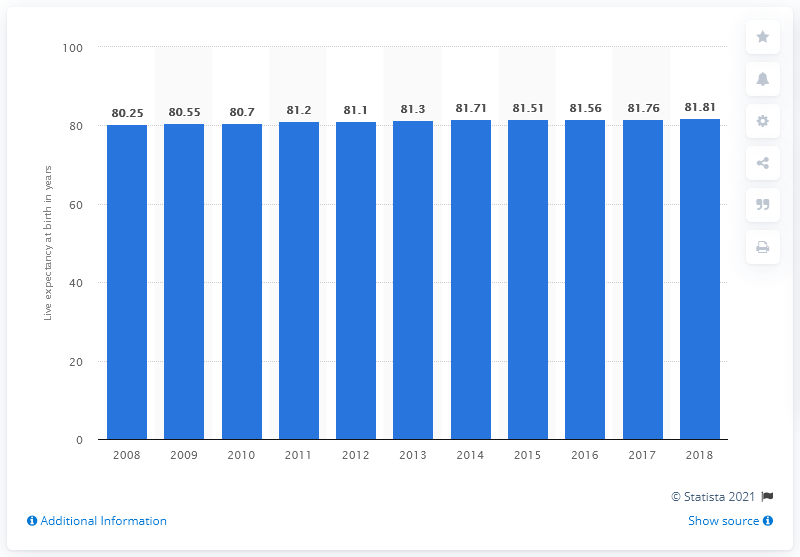 100
80.25 80.55 80.7 81.2 81.1 81.3 81.71 81.51 81.56 81.76 81.81
80
60
40
20
0
Live expectancy at birth in years
2008 2009 2010 2011 2012 2013 2014 2015 2016 2017 2018
© Statista 2021
Additional Information Show source